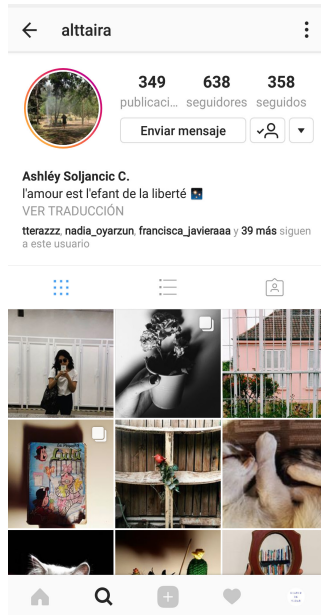 alttaira
349 638 358
publicaci... seguidores seguidos
Enviar mensaje
Ashléy Soljancic C.
l'amour est l'efant de la liberté
VER TRADUCCIÓN
tterazzz, nadia_oyarzun, francisca_javieraaa y 39 más siguen
a este usuario